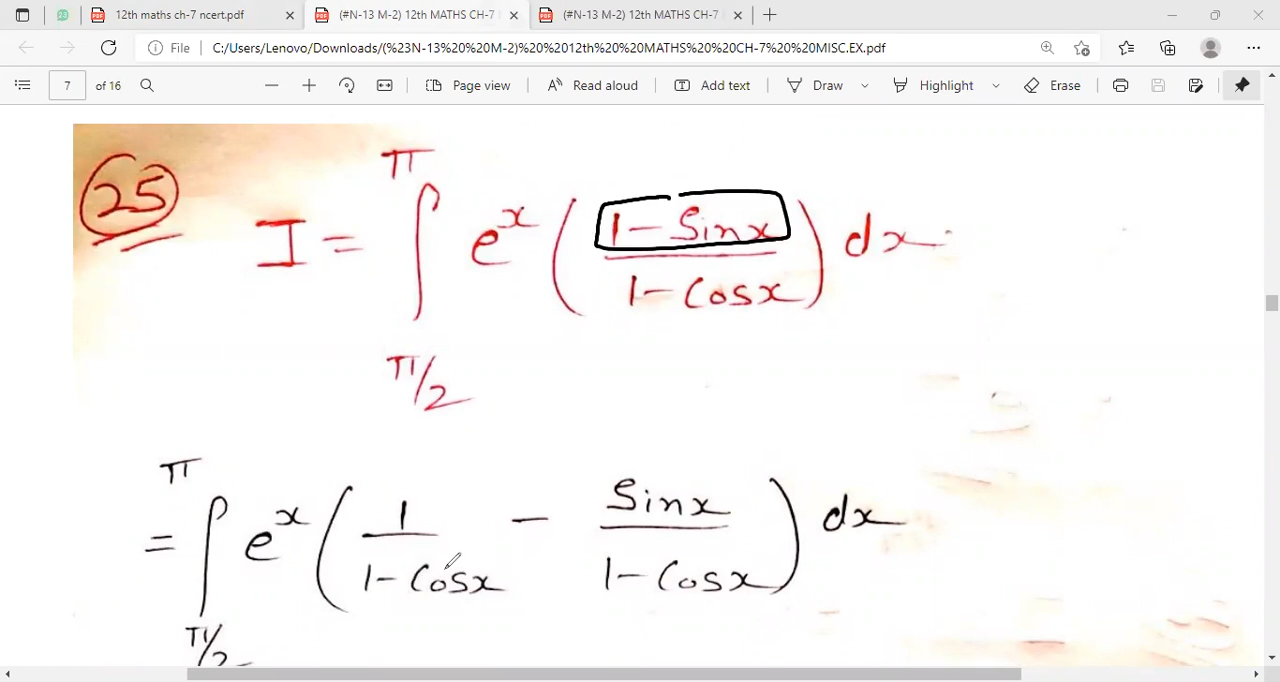 12th maths ch-7 ncert.pdf
(#N-13 M-2) 12th MATHS CH-7
(#N-13 M-2) 12th MATHS CH-7
File C:/Users/Lenovo/Downloads/(%23N-13%20%20M-2)%20%2012th%20%20MATHS%20%20CH-7%20%20MISC.EX.pdf
7 of 16 Page view Read aloud Add text Draw Highlight Erase
25
I = ∫_{π/2}^{π} e^x ( (1 - Sinx) / (1 - Cosx) ) dx
= ∫_{π/2}^{π} e^x ( 1 / (1 - Cosx) - Sinx / (1 - Cosx) ) dx